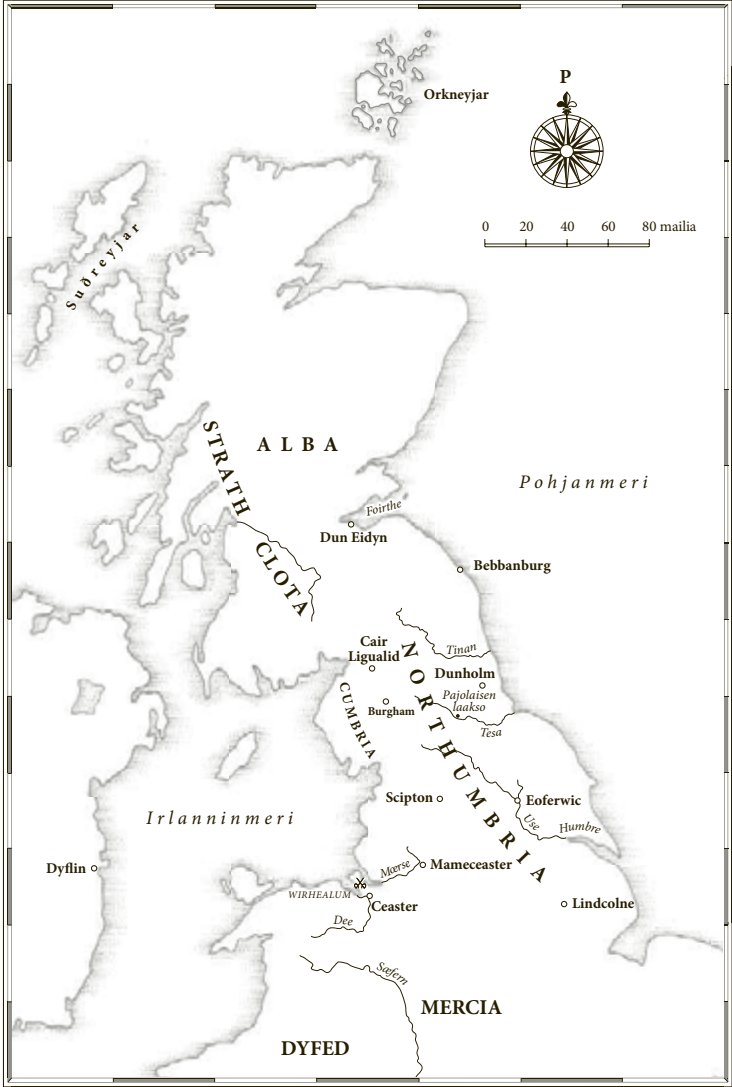 Orkneyjar
P
0 20 40 60 80 mailia
Suðreyjar
STRATH
CLOTA
ALBA
Pohjanmeri
Foirthe
Dun Eidyn
Bebbanburg
Cair
Ligualid
Tinan
NORTHUMBRIA
Dunholm
Pajolaisen
laakso
Burgham
CUMBRIA
Tesa
Scipton
Eoferwic
Irlanninmeri
Use
Humbre
Dyflin
Mærse
Mameceaster
WIRHEALUM
Ceaster
Lindcolne
Dee
Sæfern
MERCIA
DYFED